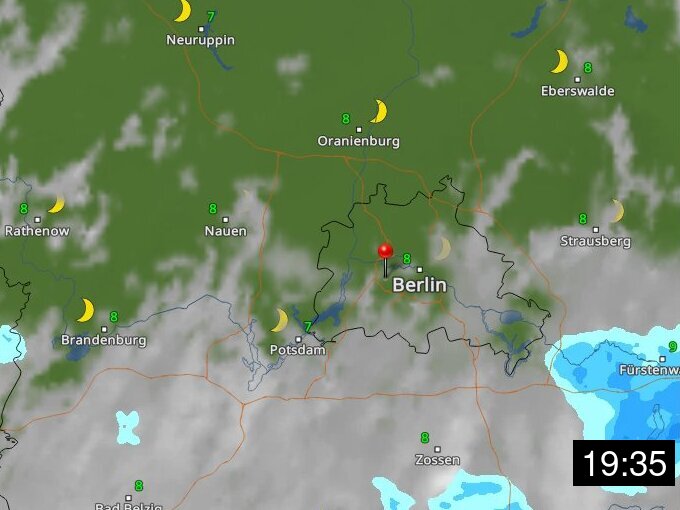 7
Neuruppin
8
Eberswalde
8
Oranienburg
8
Rathenow
8
Nauen
8
Strausberg
8
Berlin
8
Brandenburg
7
Potsdam
9
Fürstenwa
8
Zossen
19:35
8
Bad Belzig